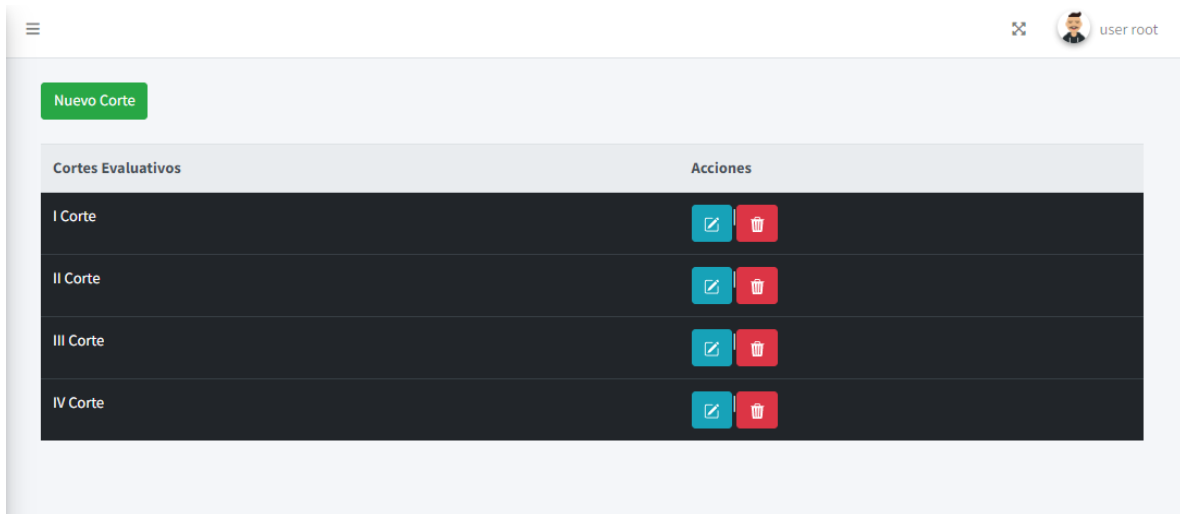 user root
Nuevo Corte
Cortes Evaluativos Acciones
I Corte |
II Corte |
III Corte |
IV Corte |